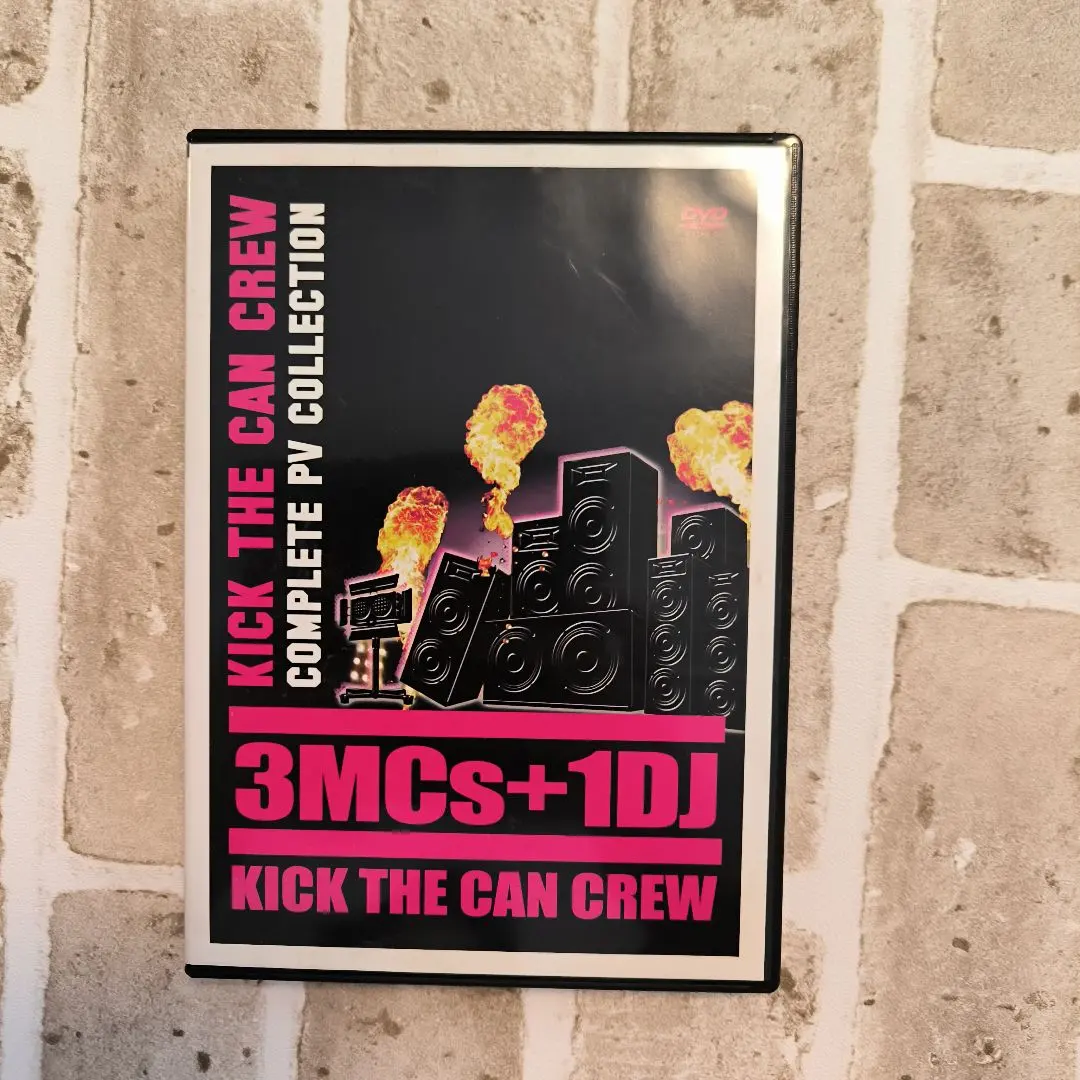 KICK THE CAN CREW
COMPLETE PV COLLECTION
DVD
3MCs+1DJ
KICK THE CAN CREW